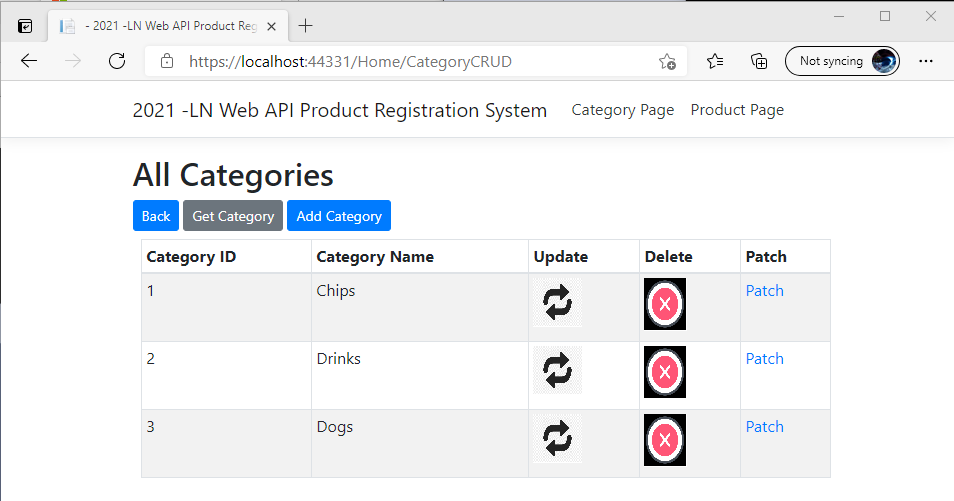 - 2021 -LN Web API Product Reg
https://localhost:44331/Home/CategoryCRUD
Not syncing
2021 -LN Web API Product Registration System Category Page Product Page
All Categories
Back Get Category Add Category
Category ID Category Name Update Delete Patch
1 Chips Patch
2 Drinks Patch
3 Dogs Patch